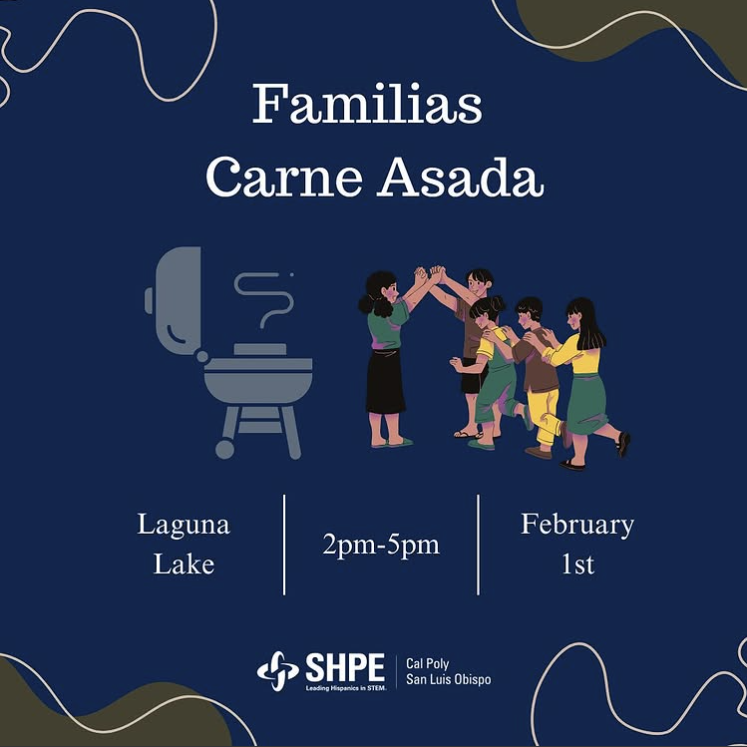 Familias
Carne Asada
Laguna
Lake
2pm-5pm
February
1st
SHPE
Leading Hispanics in STEM.
Cal Poly
San Luis Obispo